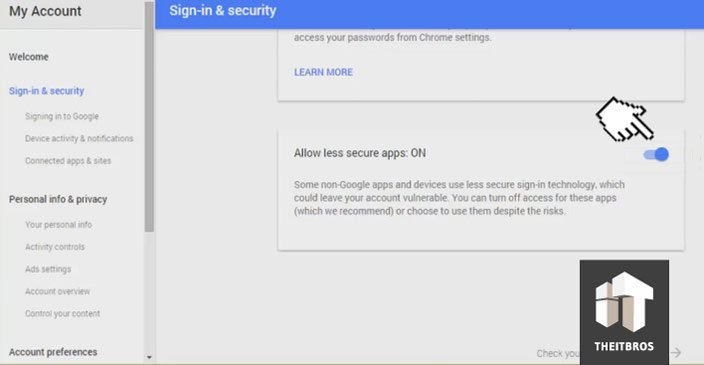 My Account
Sign-in & security
Welcome
Sign-in & security
Signing in to Google
Device activity & notifications
Connected apps & sites
Personal info & privacy
Your personal info
Activity controls
Ads settings
Account overview
Control your content
Account preferences
access your passwords from Chrome settings.
LEARN MORE
Allow less secure apps: ON
Some non-Google apps and devices use less secure sign-in technology, which
could leave your account vulnerable. You can turn off access for these apps
(which we recommend) or choose to use them despite the risks.
Check you
THEITBROS